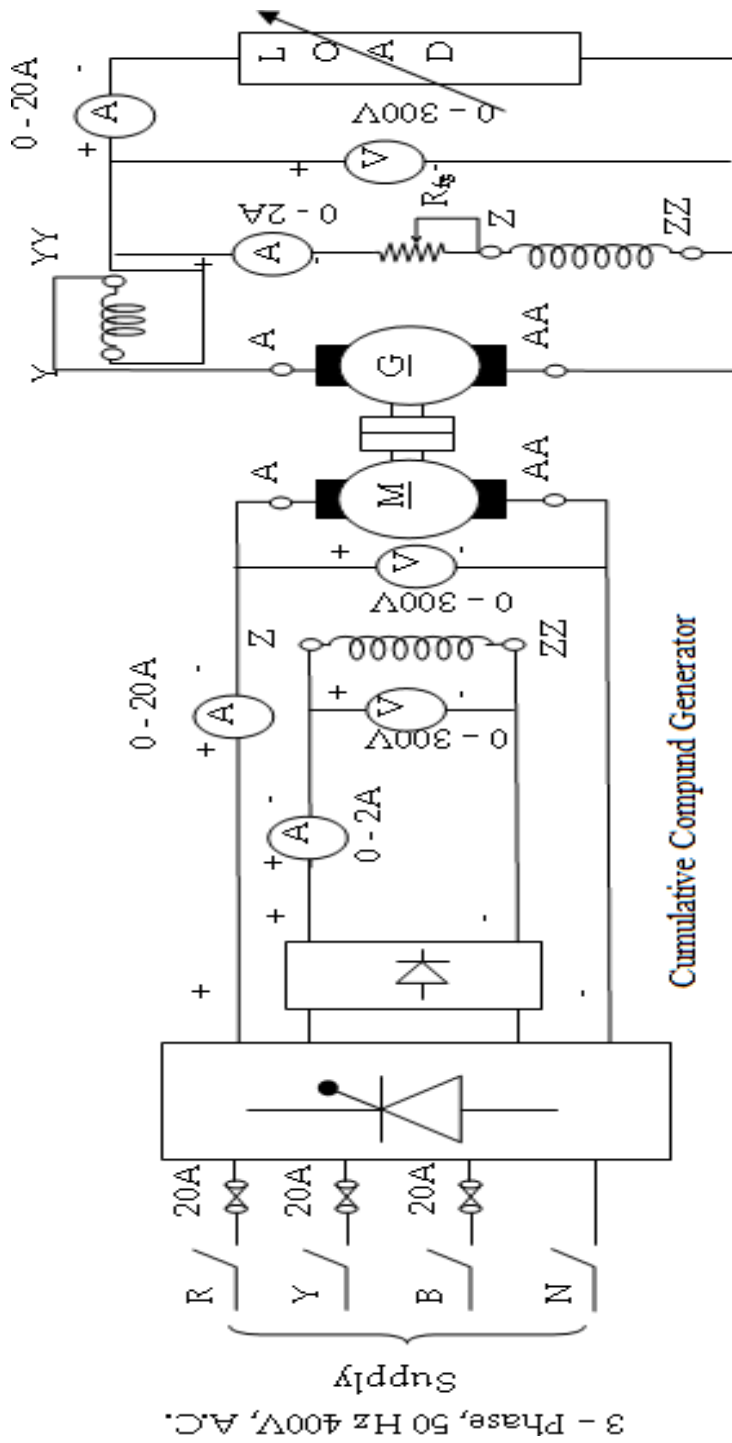 3 - Phase, 50 Hz 400V, A.C.
Supply
R
Y
B
N
20A
20A
20A
+
-
+
-
+ A -
0 - 20A
+ A -
0 - 2A
+
V
-
0 - 300V
Z
ZZ
+
V
-
0 - 300V
A
M
AA
A
G
AA
Y
YY
+
A
-
0 - 2A
Rfg
Z
ZZ
+
V
-
0 - 300V
+ A -
0 - 20A
LOAD
Cumulative Compund Generator